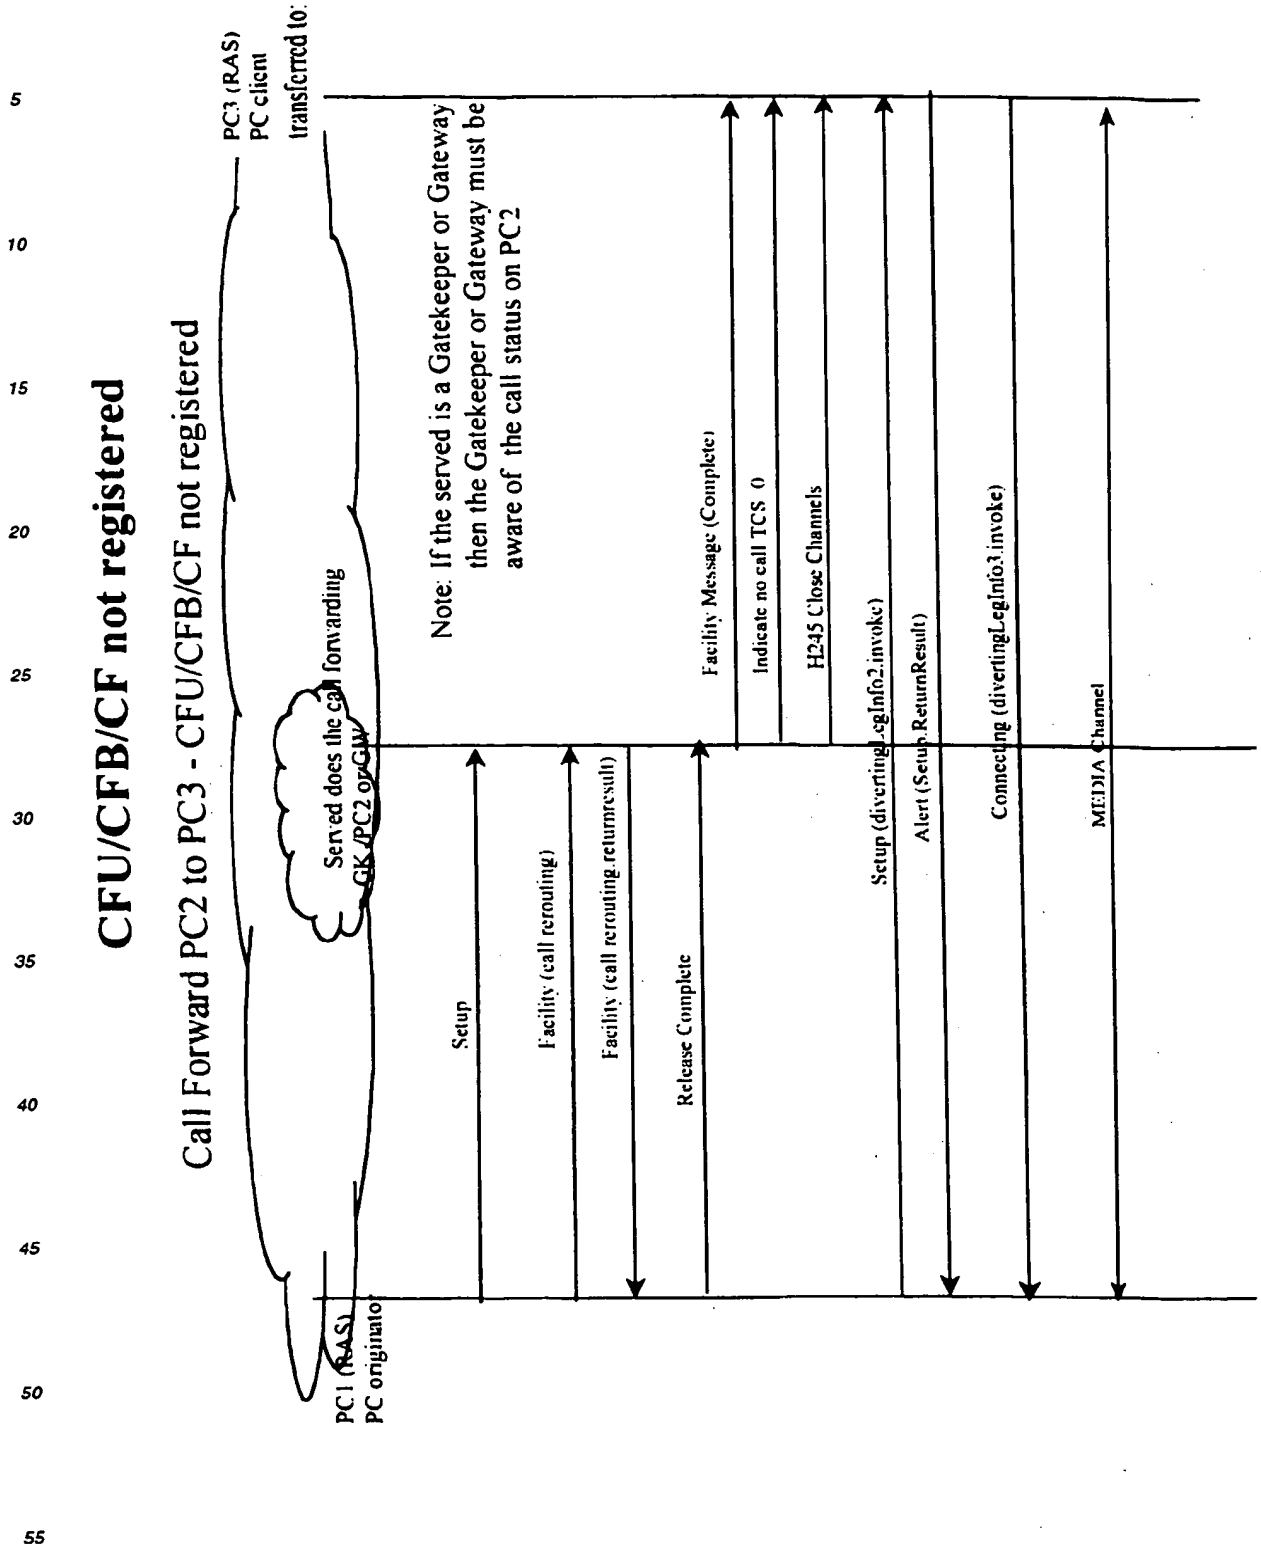 CFU/CFB/CF not registered
Call Forward PC2 to PC3 - CFU/CFB/CF not registered
PC3 (RAS)
PC client
transferred to:
Served does the call forwarding
GK /PC2 or GW
PC1 (RAS)
PC originator
Note: If the served is a Gatekeeper or Gateway
then the Gatekeeper or Gateway must be
aware of the call status on PC2
Setup
Facility (call rerouting)
Facility (call rerouting.returnresult)
Release Complete
Facility Message (Complete)
Indicate no call TCS 0
H245 Close Channels
Setup (divertingLegInfo2.invoke)
Alert (Setup.ReturnResult)
Connecting (divertingLegInfo3.invoke)
MEDIA Channel
5
10
15
20
25
30
35
40
45
50
55